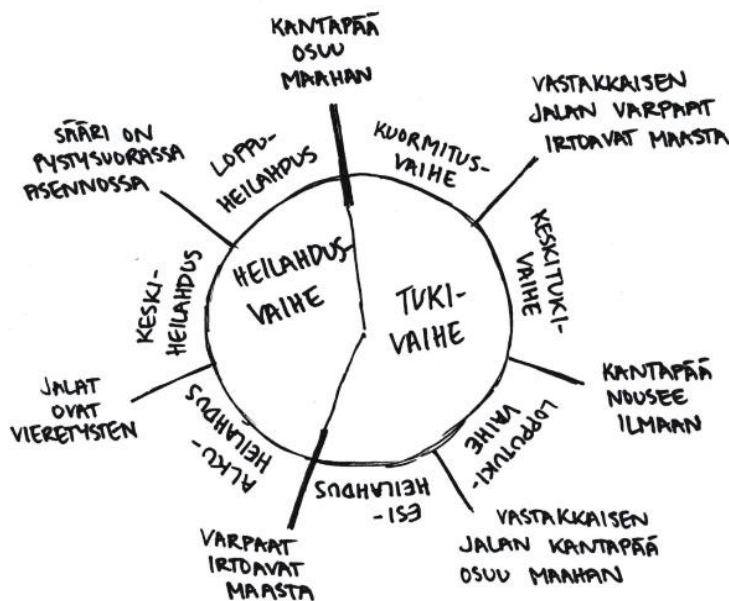 KANTAPÄÄ
OSUU
MAAHAN
VASTAKKAISEN
JALAN VARPAAT
IRTOAVAT MAASTA
KUORMITUS-
VAIHE
KESKITUKI-
VAIHE
KANTAPÄÄ
NOUSEE
ILMAAN
LOPPUTUKI-
VAIHE
VASTAKKAISEN
JALAN KANTAPÄÄ
OSUU MAAHAN
ESI-
HEILAHDUS
VARPAAT
IRTOAVAT
MAASTA
ALKU-
HEILAHDUS
JALAT
OVAT
VIERETYSTEN
KESKI-
HEILAHDUS
SÄÄRI ON
PYSTYSUORASSA
ASENNOSSA
LOPPU-
HEILAHDUS
HEILAHDUS-
VAIHE
TUKI-
VAIHE